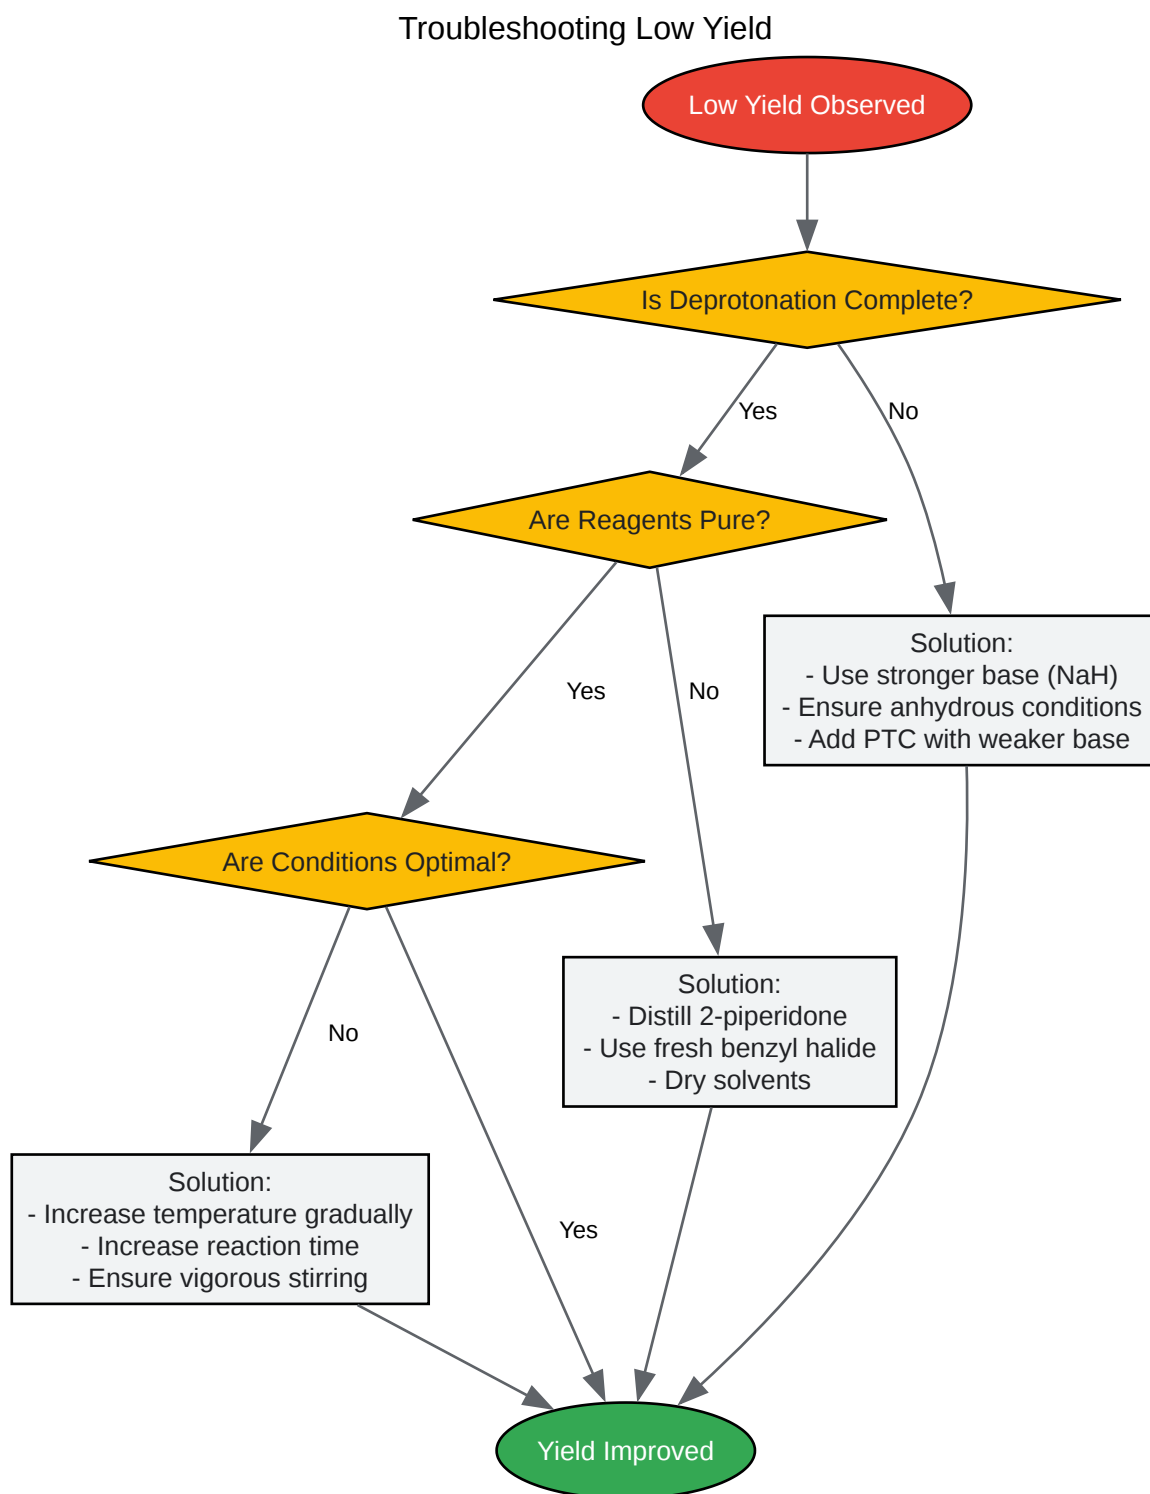 Troubleshooting Low Yield
Low Yield Observed
Is Deprotonation Complete?
Yes
No
Are Reagents Pure?
Yes
No
Solution:
- Use stronger base (NaH)
- Ensure anhydrous conditions
- Add PTC with weaker base
Are Conditions Optimal?
No
Yes
Solution:
- Distill 2-piperidone
- Use fresh benzyl halide
- Dry solvents
Solution:
- Increase temperature gradually
- Increase reaction time
- Ensure vigorous stirring
Yield Improved